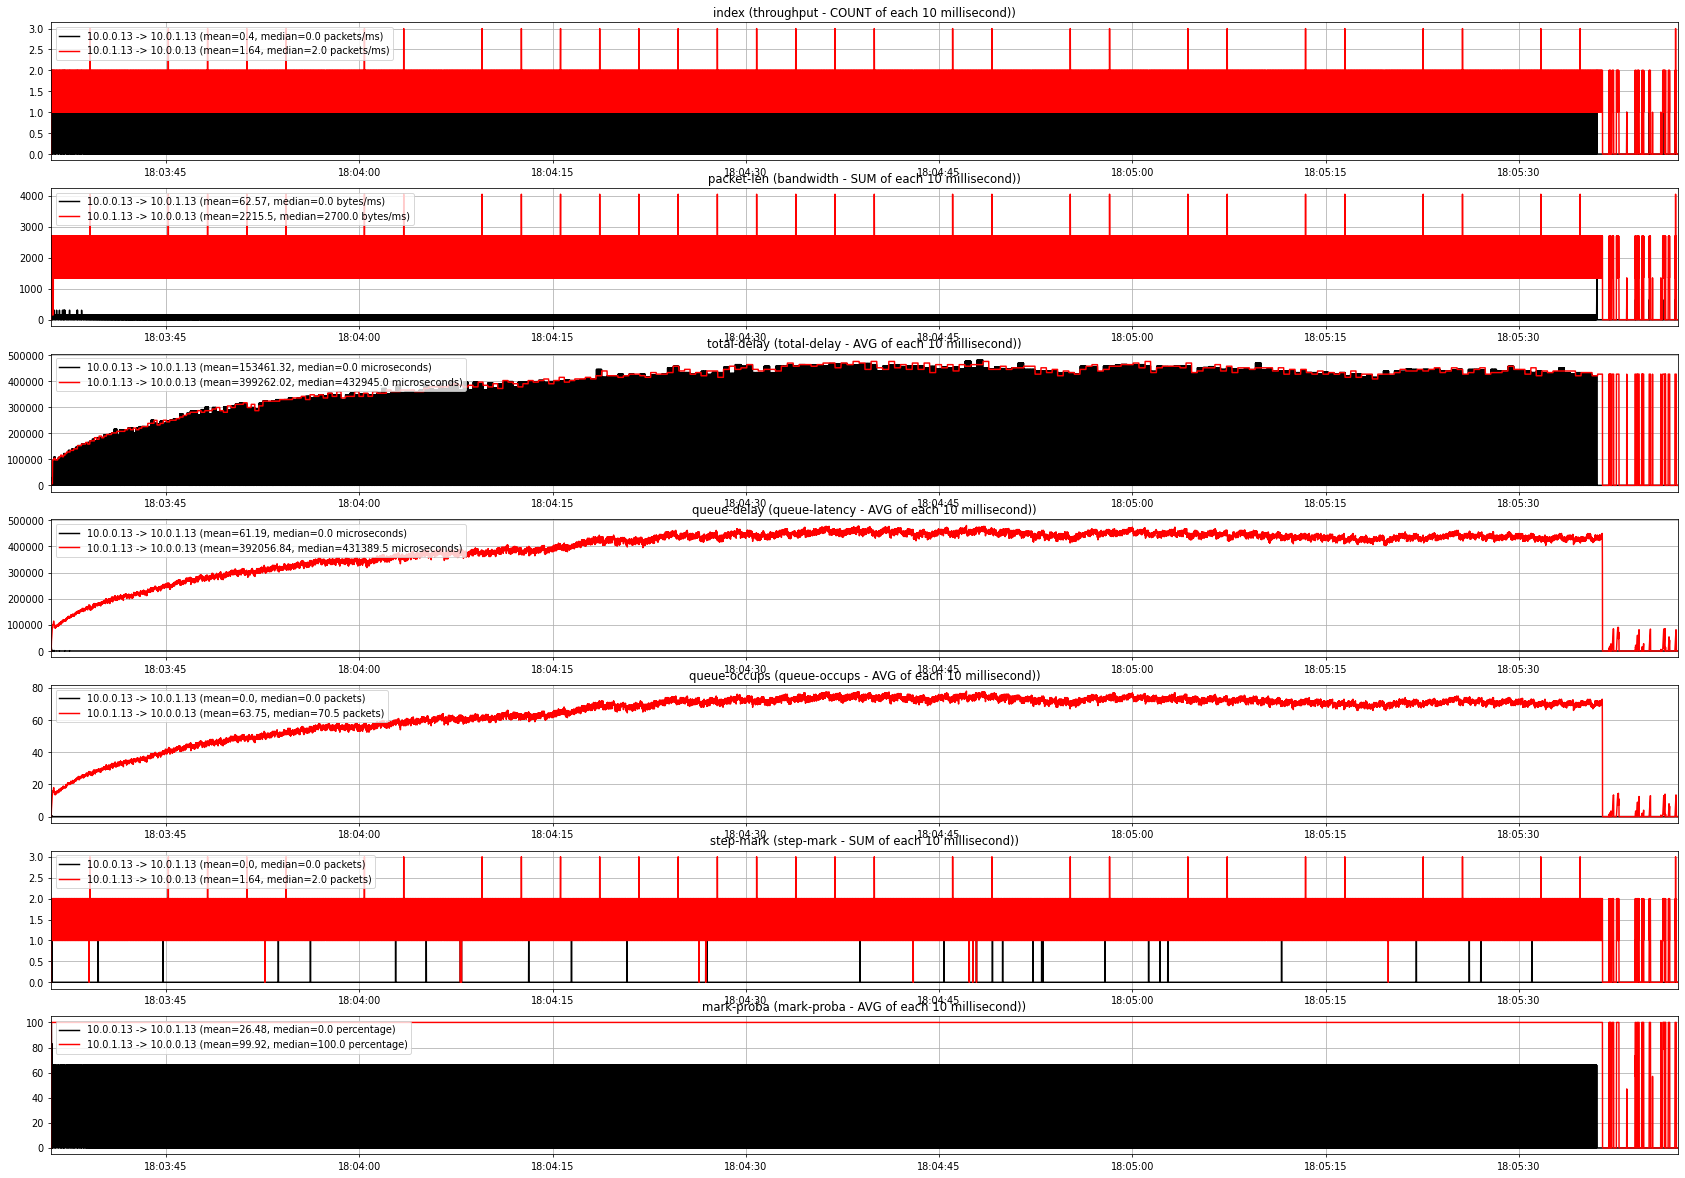 index (throughput - COUNT of each 10 millisecond))
10.0.0.13 -> 10.0.1.13 (mean=0.4, median=0.0 packets/ms)
10.0.1.13 -> 10.0.0.13 (mean=1.64, median=2.0 packets/ms)
3.0
2.5
2.0
1.5
1.0
0.5
0.0
18:03:45 18:04:00 18:04:15 18:04:30 18:04:45 18:05:00 18:05:15 18:05:30
packet-len (bandwidth - SUM of each 10 millisecond))
10.0.0.13 -> 10.0.1.13 (mean=62.57, median=0.0 bytes/ms)
10.0.1.13 -> 10.0.0.13 (mean=2215.5, median=2700.0 bytes/ms)
4000
3000
2000
1000
0
18:03:45 18:04:00 18:04:15 18:04:30 18:04:45 18:05:00 18:05:15 18:05:30
total-delay (total-delay - AVG of each 10 millisecond))
10.0.0.13 -> 10.0.1.13 (mean=153461.32, median=0.0 microseconds)
10.0.1.13 -> 10.0.0.13 (mean=399262.02, median=432945.0 microseconds)
500000
400000
300000
200000
100000
0
18:03:45 18:04:00 18:04:15 18:04:30 18:04:45 18:05:00 18:05:15 18:05:30
queue-delay (queue-latency - AVG of each 10 millisecond))
10.0.0.13 -> 10.0.1.13 (mean=61.19, median=0.0 microseconds)
10.0.1.13 -> 10.0.0.13 (mean=392056.84, median=431389.5 microseconds)
500000
400000
300000
200000
100000
0
18:03:45 18:04:00 18:04:15 18:04:30 18:04:45 18:05:00 18:05:15 18:05:30
queue-occups (queue-occups - AVG of each 10 millisecond))
10.0.0.13 -> 10.0.1.13 (mean=0.0, median=0.0 packets)
10.0.1.13 -> 10.0.0.13 (mean=63.75, median=70.5 packets)
80
60
40
20
0
18:03:45 18:04:00 18:04:15 18:04:30 18:04:45 18:05:00 18:05:15 18:05:30
step-mark (step-mark - SUM of each 10 millisecond))
10.0.0.13 -> 10.0.1.13 (mean=0.0, median=0.0 packets)
10.0.1.13 -> 10.0.0.13 (mean=1.64, median=2.0 packets)
3.0
2.5
2.0
1.5
1.0
0.5
0.0
18:03:45 18:04:00 18:04:15 18:04:30 18:04:45 18:05:00 18:05:15 18:05:30
mark-proba (mark-proba - AVG of each 10 millisecond))
10.0.0.13 -> 10.0.1.13 (mean=26.48, median=0.0 percentage)
10.0.1.13 -> 10.0.0.13 (mean=99.92, median=100.0 percentage)
100
80
60
40
20
0
18:03:45 18:04:00 18:04:15 18:04:30 18:04:45 18:05:00 18:05:15 18:05:30